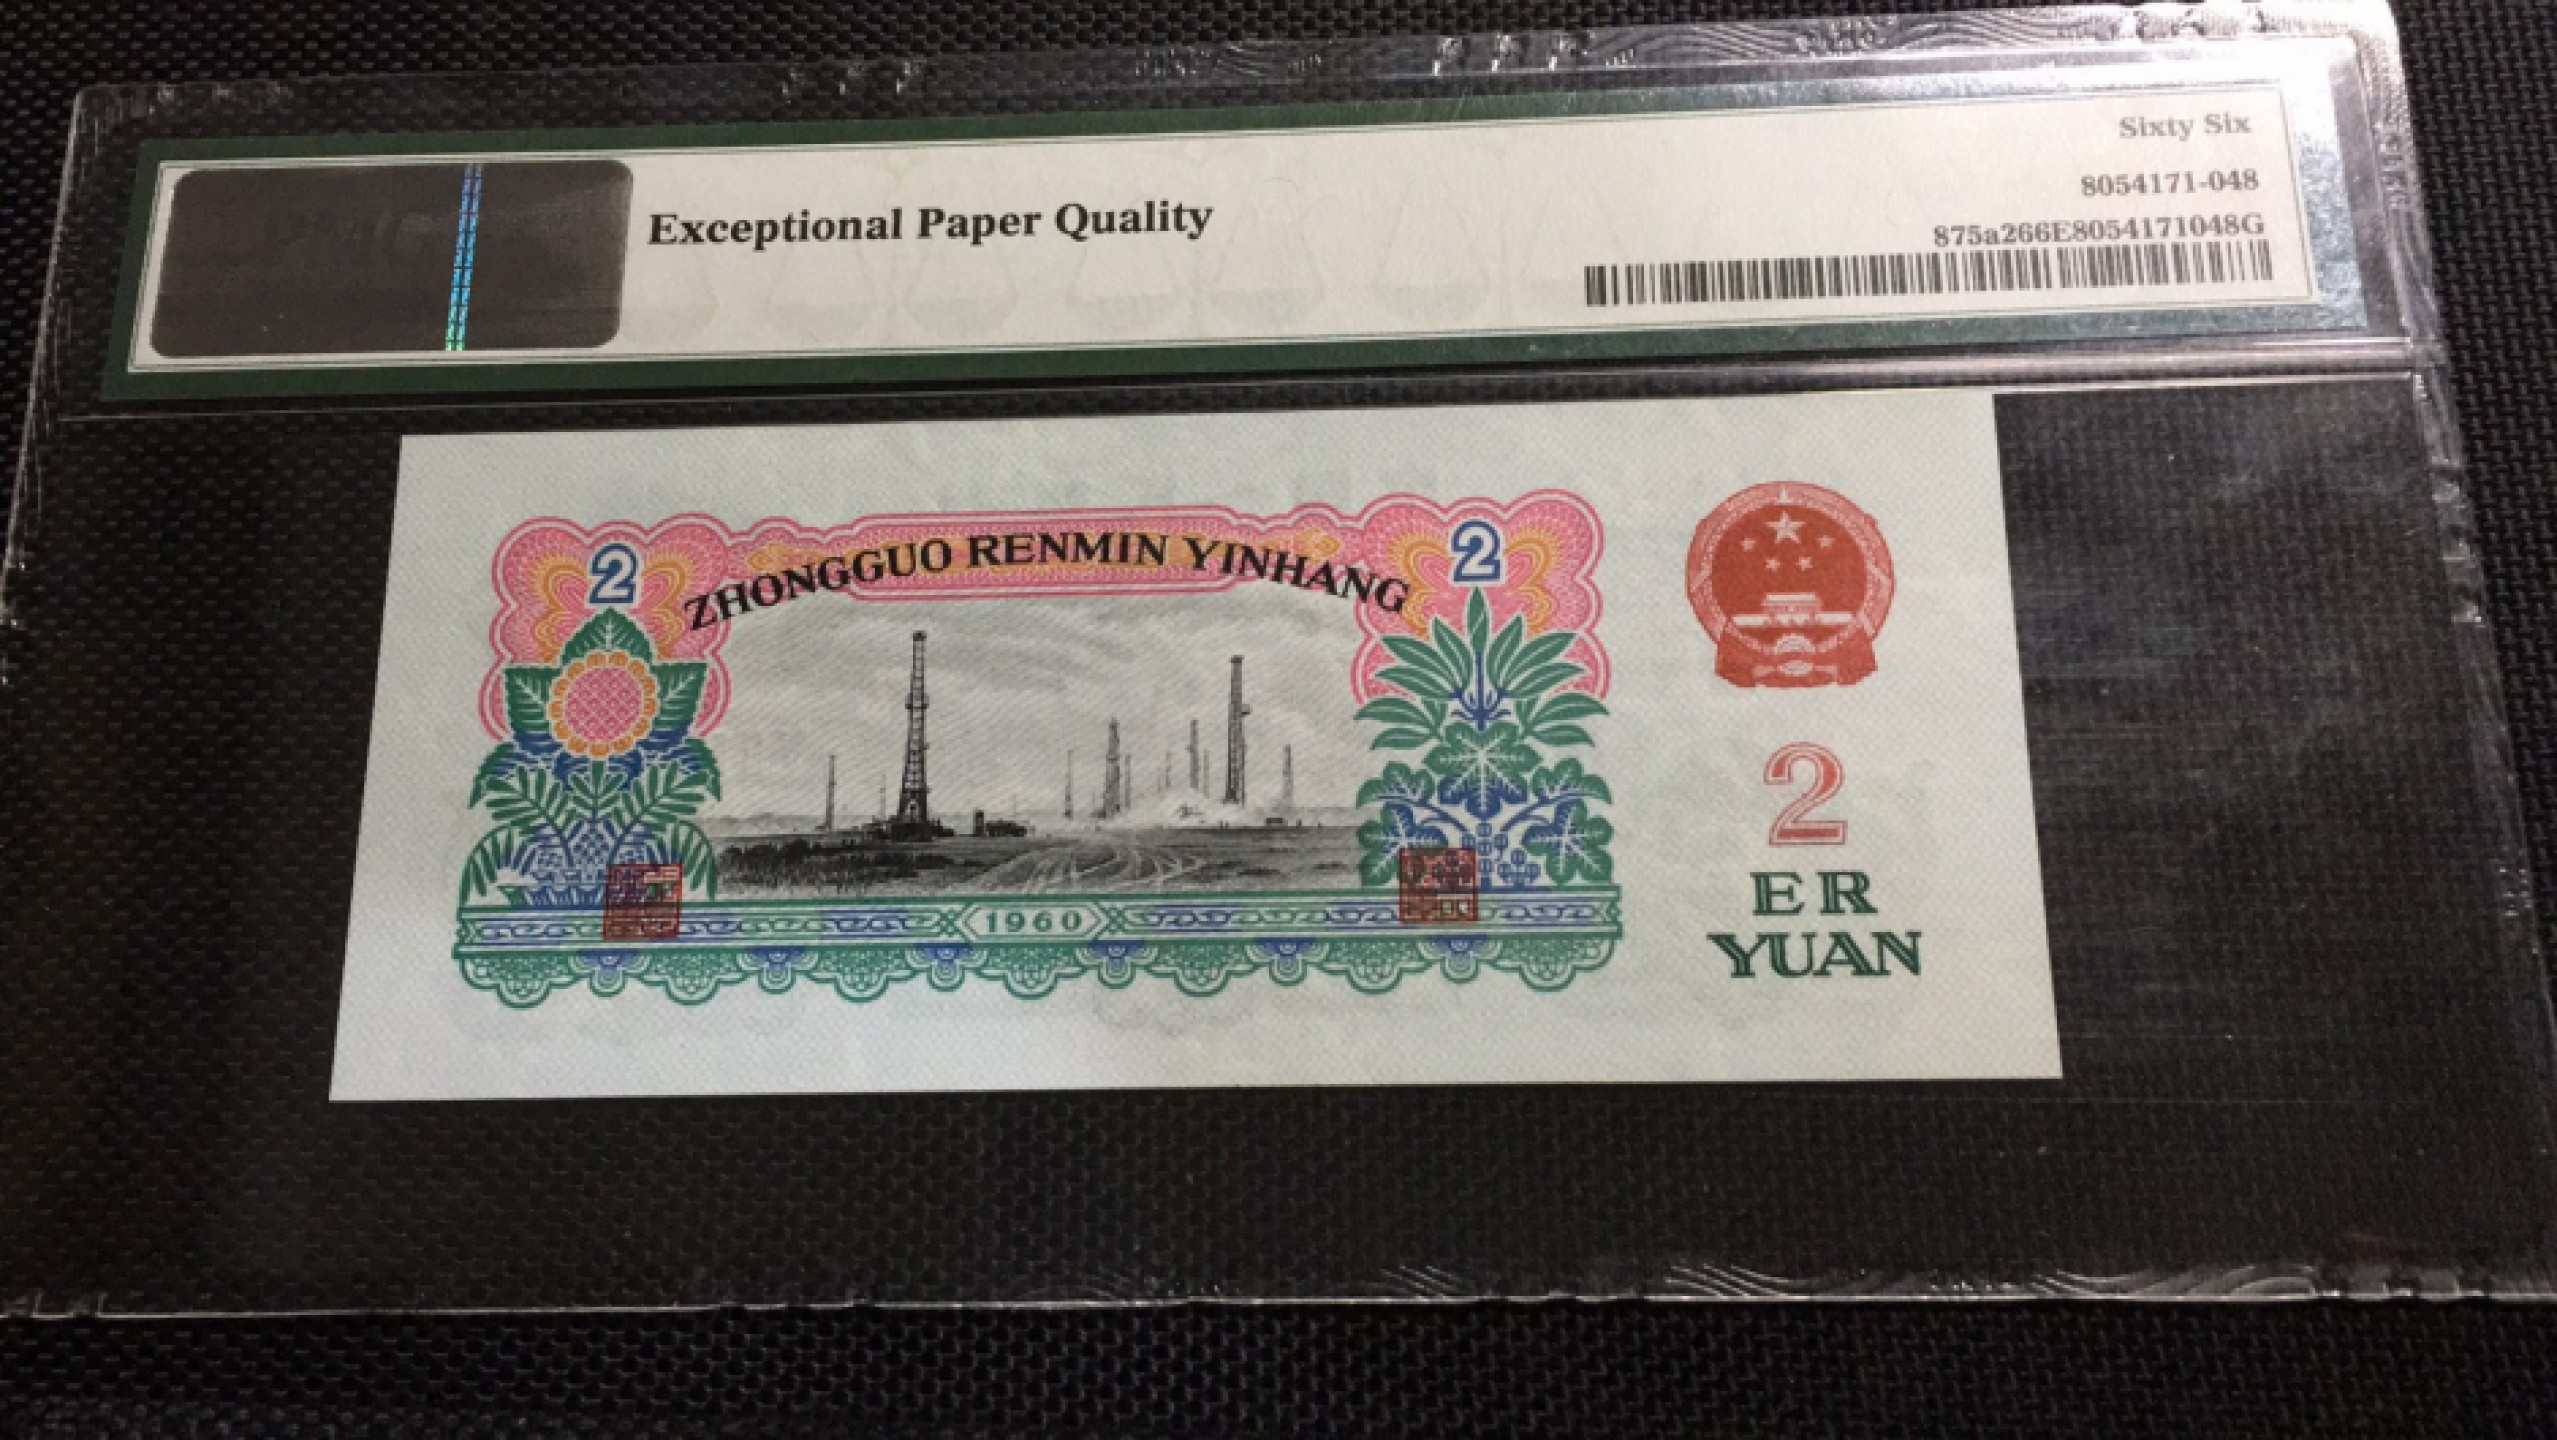 Sixty Six
8054171-048
Exceptional Paper Quality
875a266E8054171048G
2
ZHONGGUO RENMIN YINHANG
2
2
ER
YUAN
1960